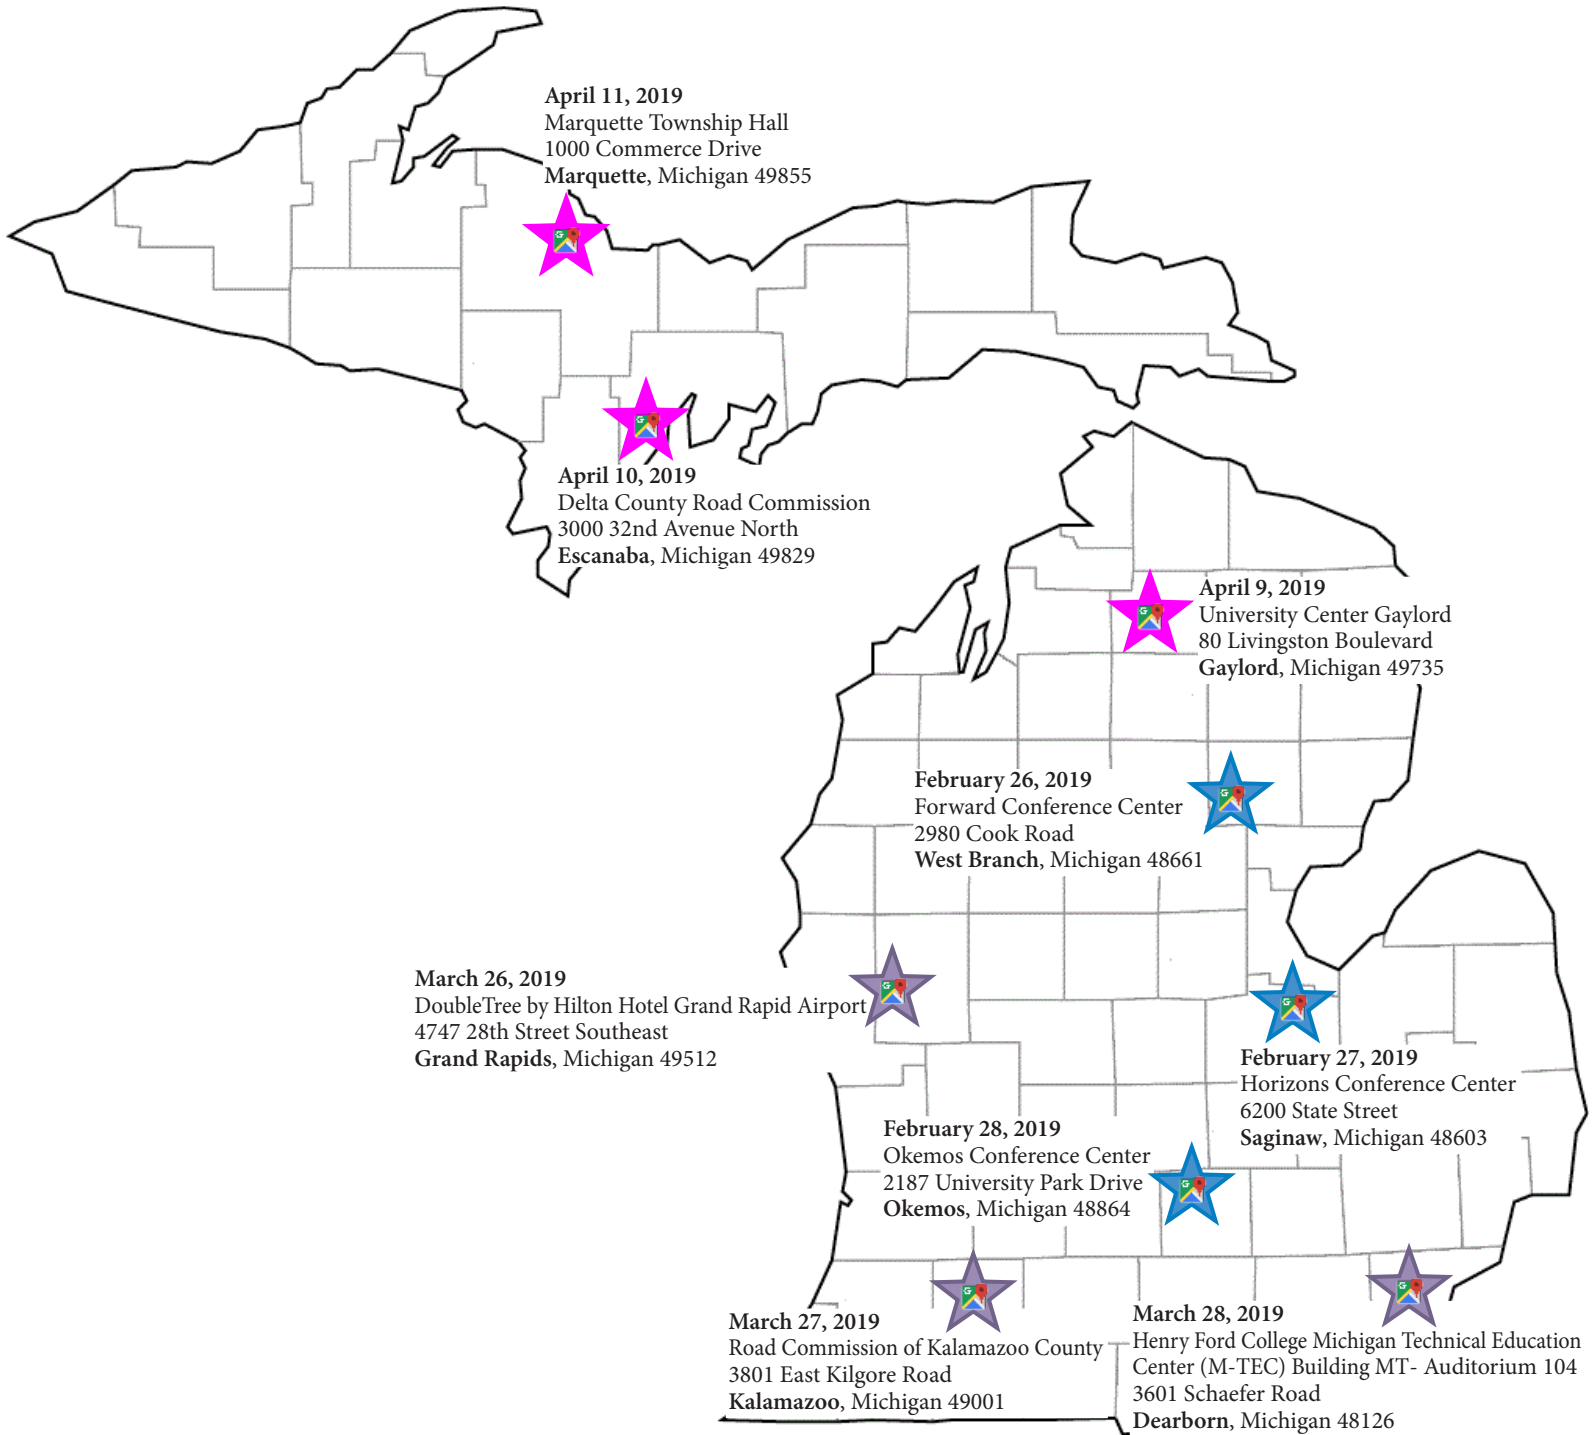 April 11, 2019
Marquette Township Hall
1000 Commerce Drive
Marquette, Michigan 49855
April 10, 2019
Delta County Road Commission
3000 32nd Avenue North
Escanaba, Michigan 49829
April 9, 2019
University Center Gaylord
80 Livingston Boulevard
Gaylord, Michigan 49735
February 26, 2019
Forward Conference Center
2980 Cook Road
West Branch, Michigan 48661
March 26, 2019
DoubleTree by Hilton Hotel Grand Rapid Airport
4747 28th Street Southeast
Grand Rapids, Michigan 49512
February 27, 2019
Horizons Conference Center
6200 State Street
Saginaw, Michigan 48603
February 28, 2019
Okemos Conference Center
2187 University Park Drive
Okemos, Michigan 48864
March 27, 2019
Road Commission of Kalamazoo County
3801 East Kilgore Road
Kalamazoo, Michigan 49001
March 28, 2019
Henry Ford College Michigan Technical Education
Center (M-TEC) Building MT- Auditorium 104
3601 Schaefer Road
Dearborn, Michigan 48126